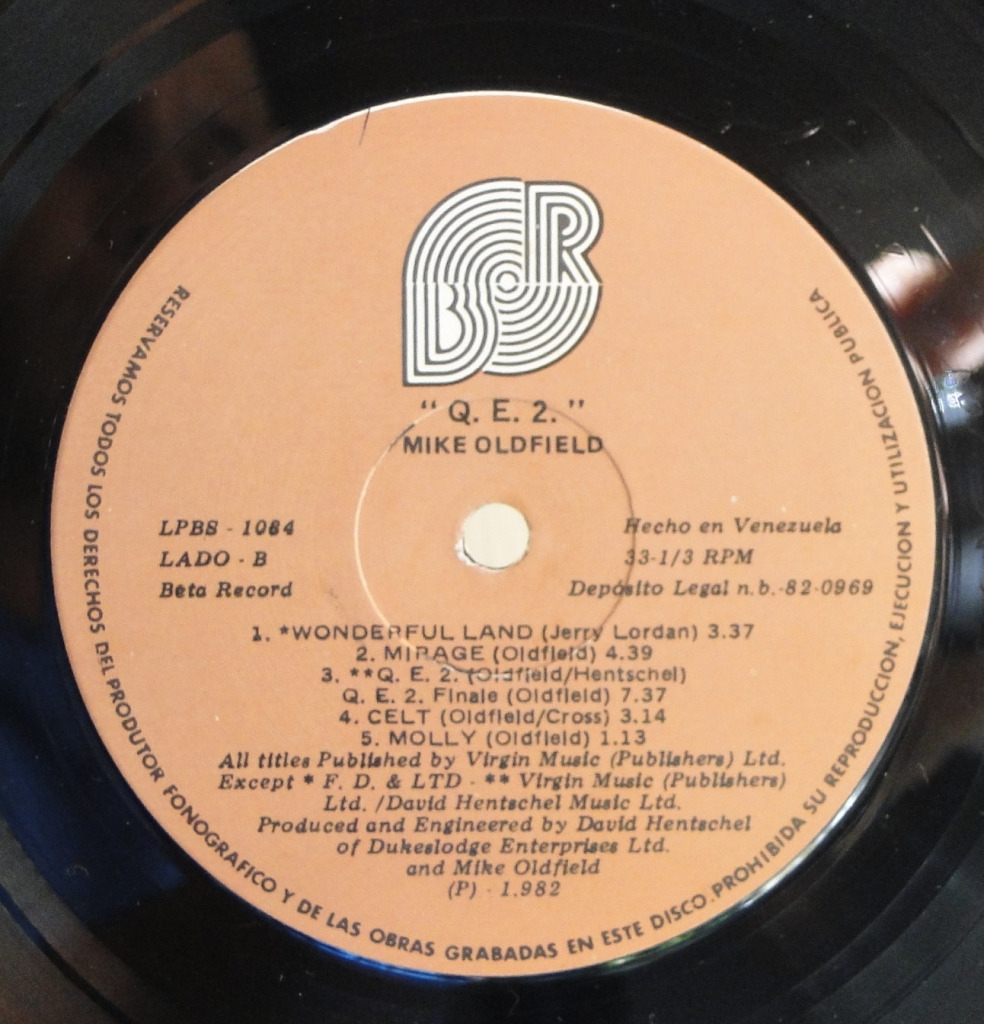 BR
" Q. E. 2. "
MIKE OLDFIELD
LPBS - 1084
LADO - B
Beta Record
Hecho en Venezuela
33-1/3 RPM
Depósito Legal n.b.-82-0969
1. *WONDERFUL LAND (Jerry Lordan) 3.37
2. MIRAGE (Oldfield) 4.39
3. **Q. E. 2. (Oldfield/Hentschel)
Q. E. 2. Finale (Oldfield) 7.37
4. CELT (Oldfield/Cross) 3.14
5. MOLLY (Oldfield) 1.13
All titles Published by Virgin Music (Publishers) Ltd.
Except * F. D. & LTD - ** Virgin Music (Publishers)
Ltd. /David Hentschel Music Ltd.
Produced and Engineered by David Hentschel
of Dukeslodge Enterprises Ltd.
and Mike Oldfield
(P) - 1.982
RESERVAMOS TODOS LOS DERECHOS DEL PRODUTOR FONOGRAFICO Y DE LAS OBRAS GRABADAS EN ESTE DISCO. PROHIBIDA SU REPRODUCCION, EJECUCION Y UTILIZACION PUBLICA